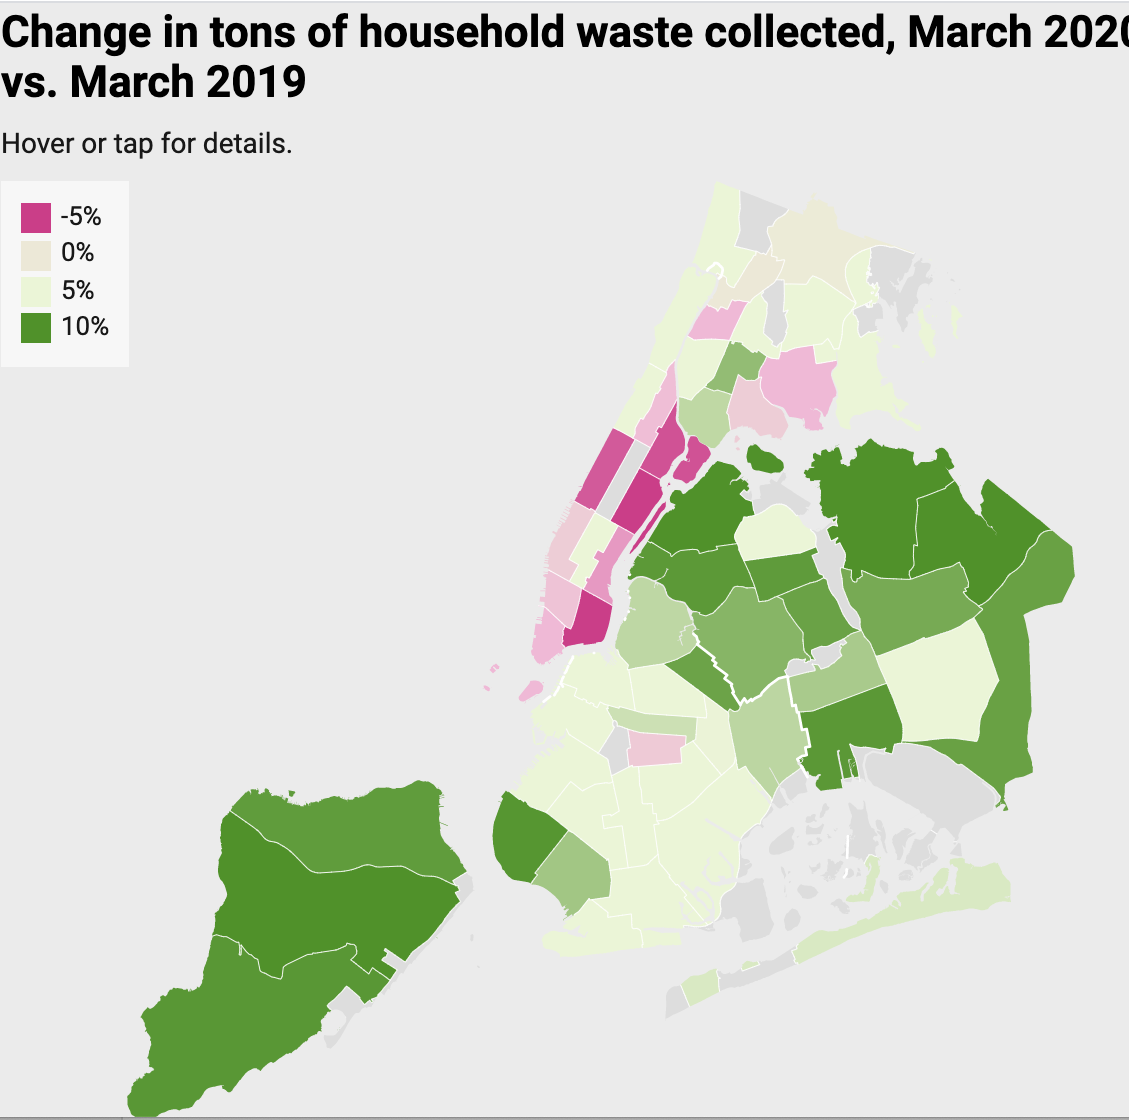 Change in tons of household waste collected, March 2020
vs. March 2019
Hover or tap for details.
-5%
0%
5%
10%